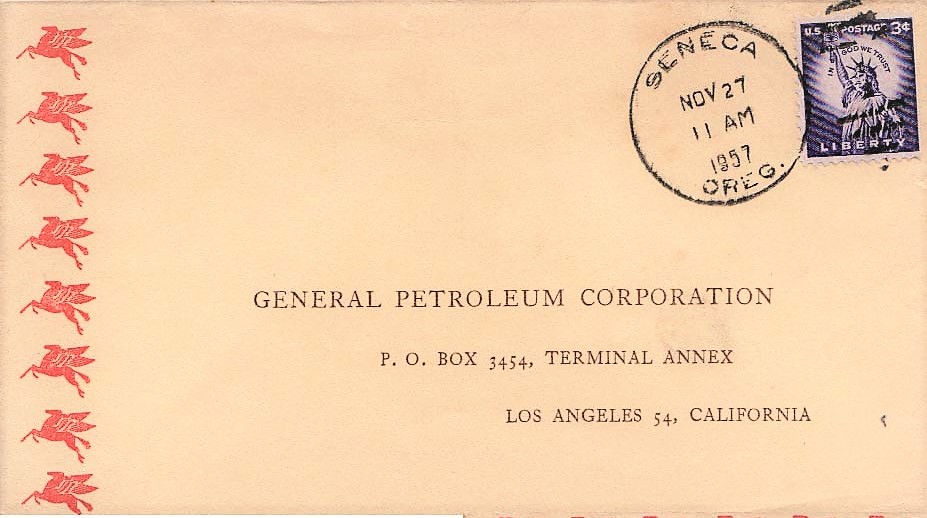 SENECA
NOV 27
11 AM
1957
OREG.
U.S. POSTAGE 3¢
IN GOD WE TRUST
LIBERTY
GENERAL PETROLEUM CORPORATION
P. O. BOX 3454, TERMINAL ANNEX
LOS ANGELES 54, CALIFORNIA